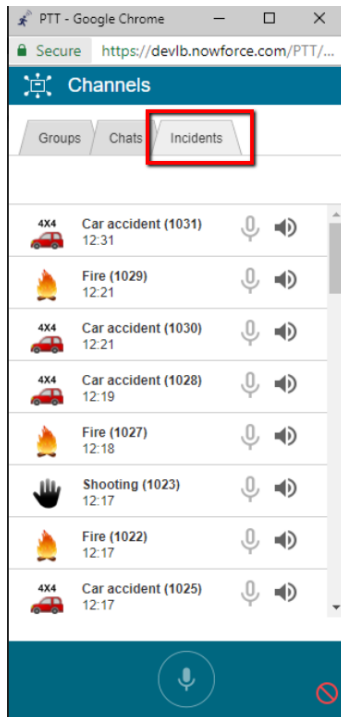 PTT - Google Chrome
Secure https://devlb.nowforce.com/PTT/...
Channels
Groups Chats Incidents
4X4 Car accident (1031)
12:31
Fire (1029)
12:21
4X4 Car accident (1030)
12:21
4X4 Car accident (1028)
12:19
Fire (1027)
12:18
Shooting (1023)
12:17
Fire (1022)
12:17
4X4 Car accident (1025)
12:17